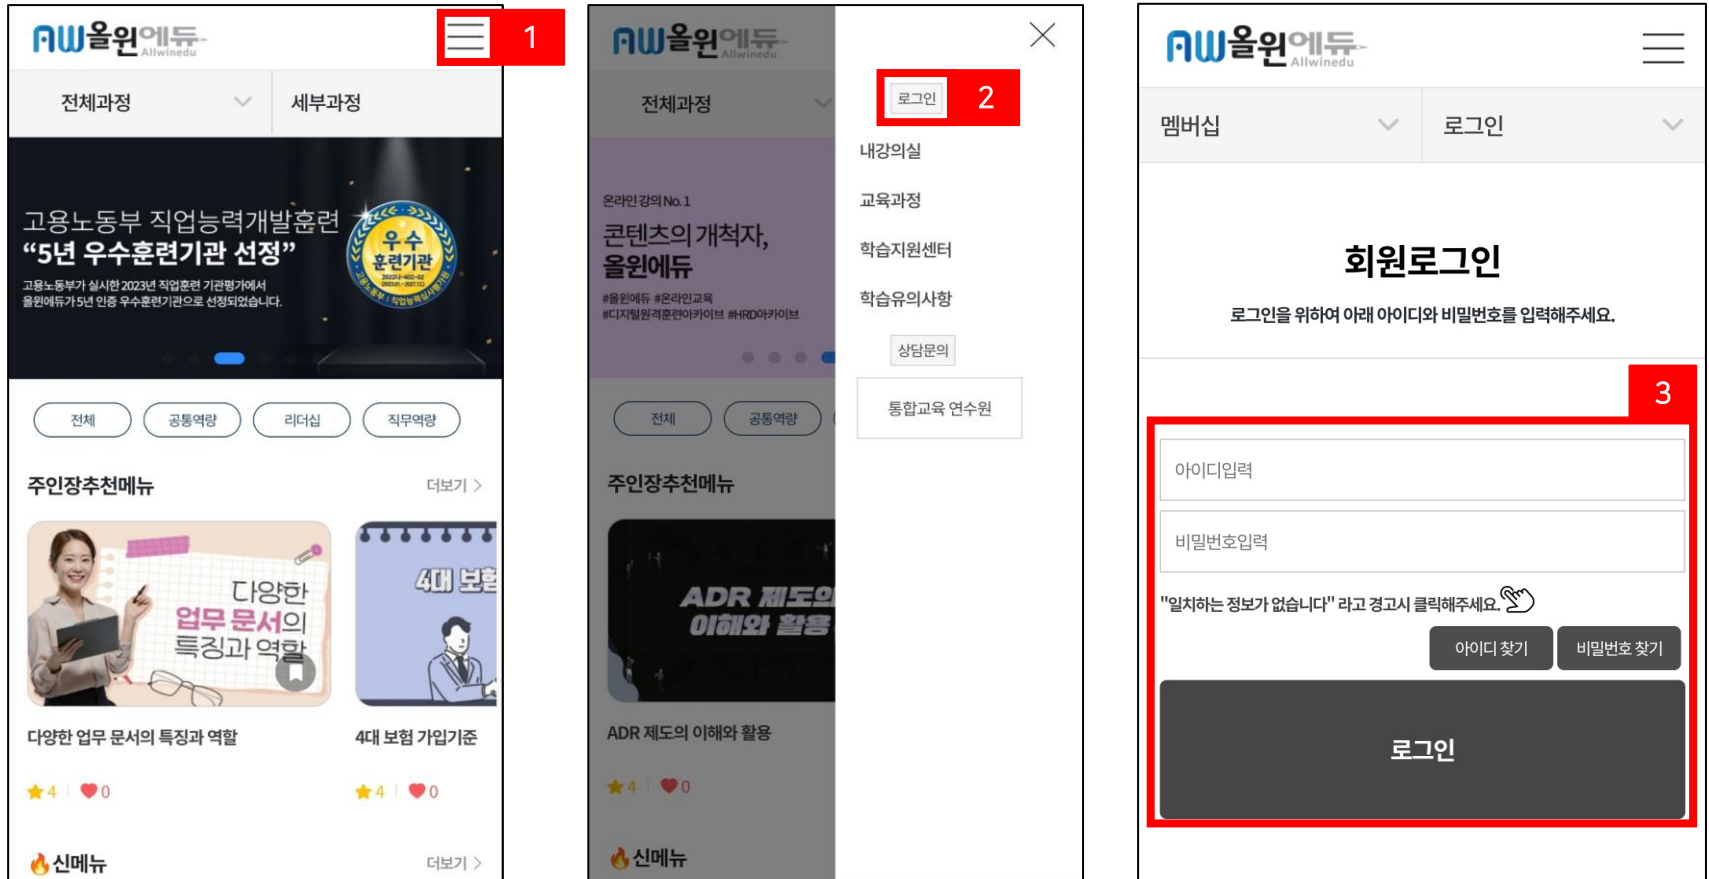 AW올윈에듀
Allwinedu
1
전체과정
세부과정
고용노동부 직업능력개발훈련
“5년 우수훈련기관 선정”
고용노동부가 실시한 2023년 직업훈련 기관평가에서
올윈에듀가 5년 인증 우수훈련기관으로 선정되었습니다.
우수
훈련기관
전체
공통역량
리더십
직무역량
주인장추천메뉴
더보기 >
다양한
업무 문서의
특징과 역할
4대 보험
다양한 업무 문서의 특징과 역할
4대 보험 가입기준
4
0
4
0
신메뉴
더보기 >
AW올윈에듀
Allwinedu
로그인
2
전체과정
내강의실
교육과정
학습지원센터
학습유의사항
상담문의
통합교육 연수원
온라인 강의 No. 1
콘텐츠의 개척자,
올윈에듀
#올윈에듀 #온라인교육
#디지털원격훈련아카이브 #HRD아카이브
전체
공통역량
주인장추천메뉴
ADR 제도의
이해와 활용
ADR 제도의 이해와 활용
4
0
신메뉴
AW올윈에듀
Allwinedu
멤버십
로그인
회원로그인
로그인을 위하여 아래 아이디와 비밀번호를 입력해주세요.
3
아이디입력
비밀번호입력
"일치하는 정보가 없습니다" 라고 경고시 클릭해주세요.
아이디 찾기
비밀번호 찾기
로그인